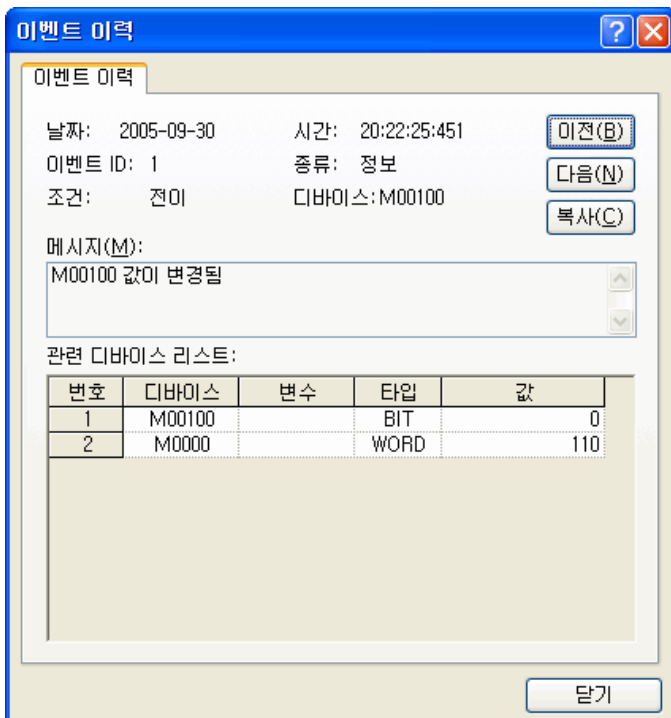 이벤트 이력
이벤트 이력
날짜: 2005-09-30 시간: 20:22:25:451 이전(B)
이벤트 ID: 1 종류: 정보 다음(N)
조건: 전이 디바이스: M00100 복사(C)
메시지(M):
M00100 값이 변경됨
관련 디바이스 리스트:
번호 디바이스 변수 타입 값
1 M00100 BIT 0
2 M0000 WORD 110
닫기